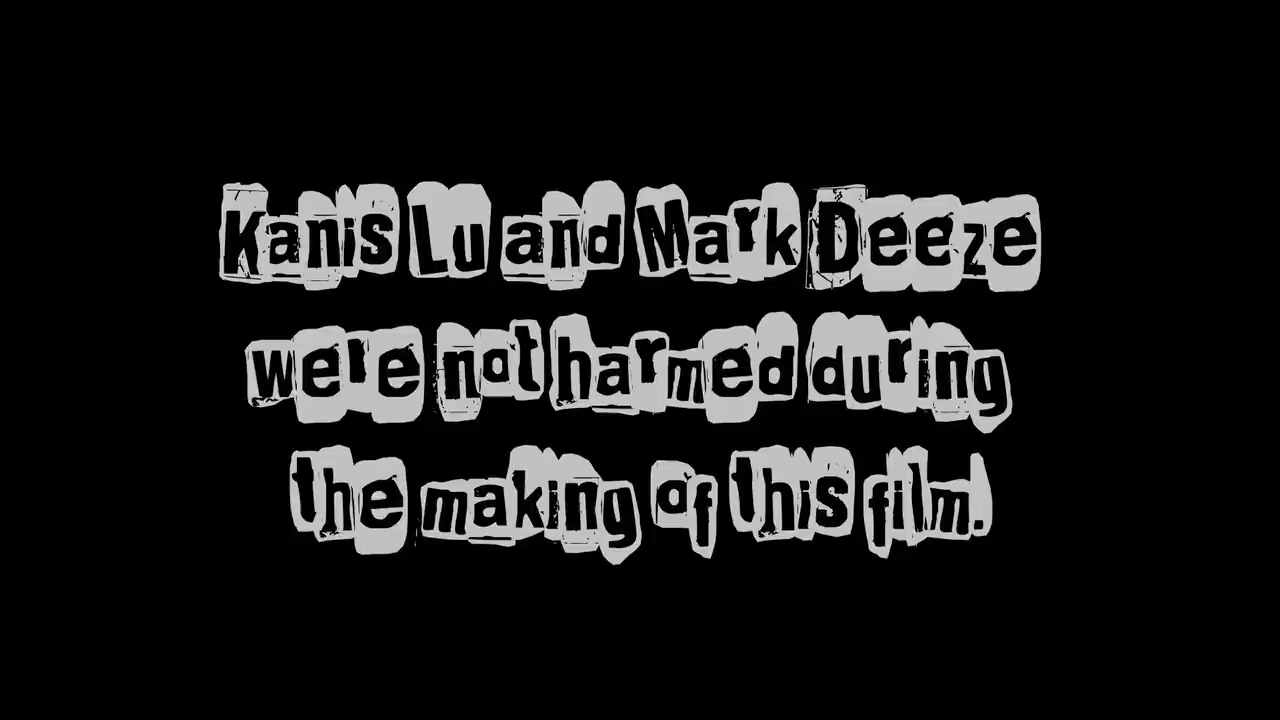 Kanis Lu and Mark Deeze
were not harmed during
the making of this film.